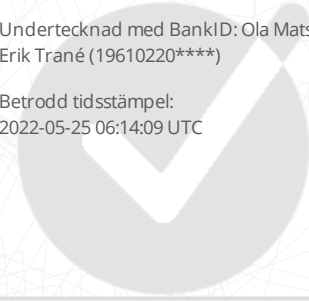 Undertecknad med BankID: Ola Mats
Erik Trané (19610220****)
Betrodd tidsstämpel:
2022-05-25 06:14:09 UTC